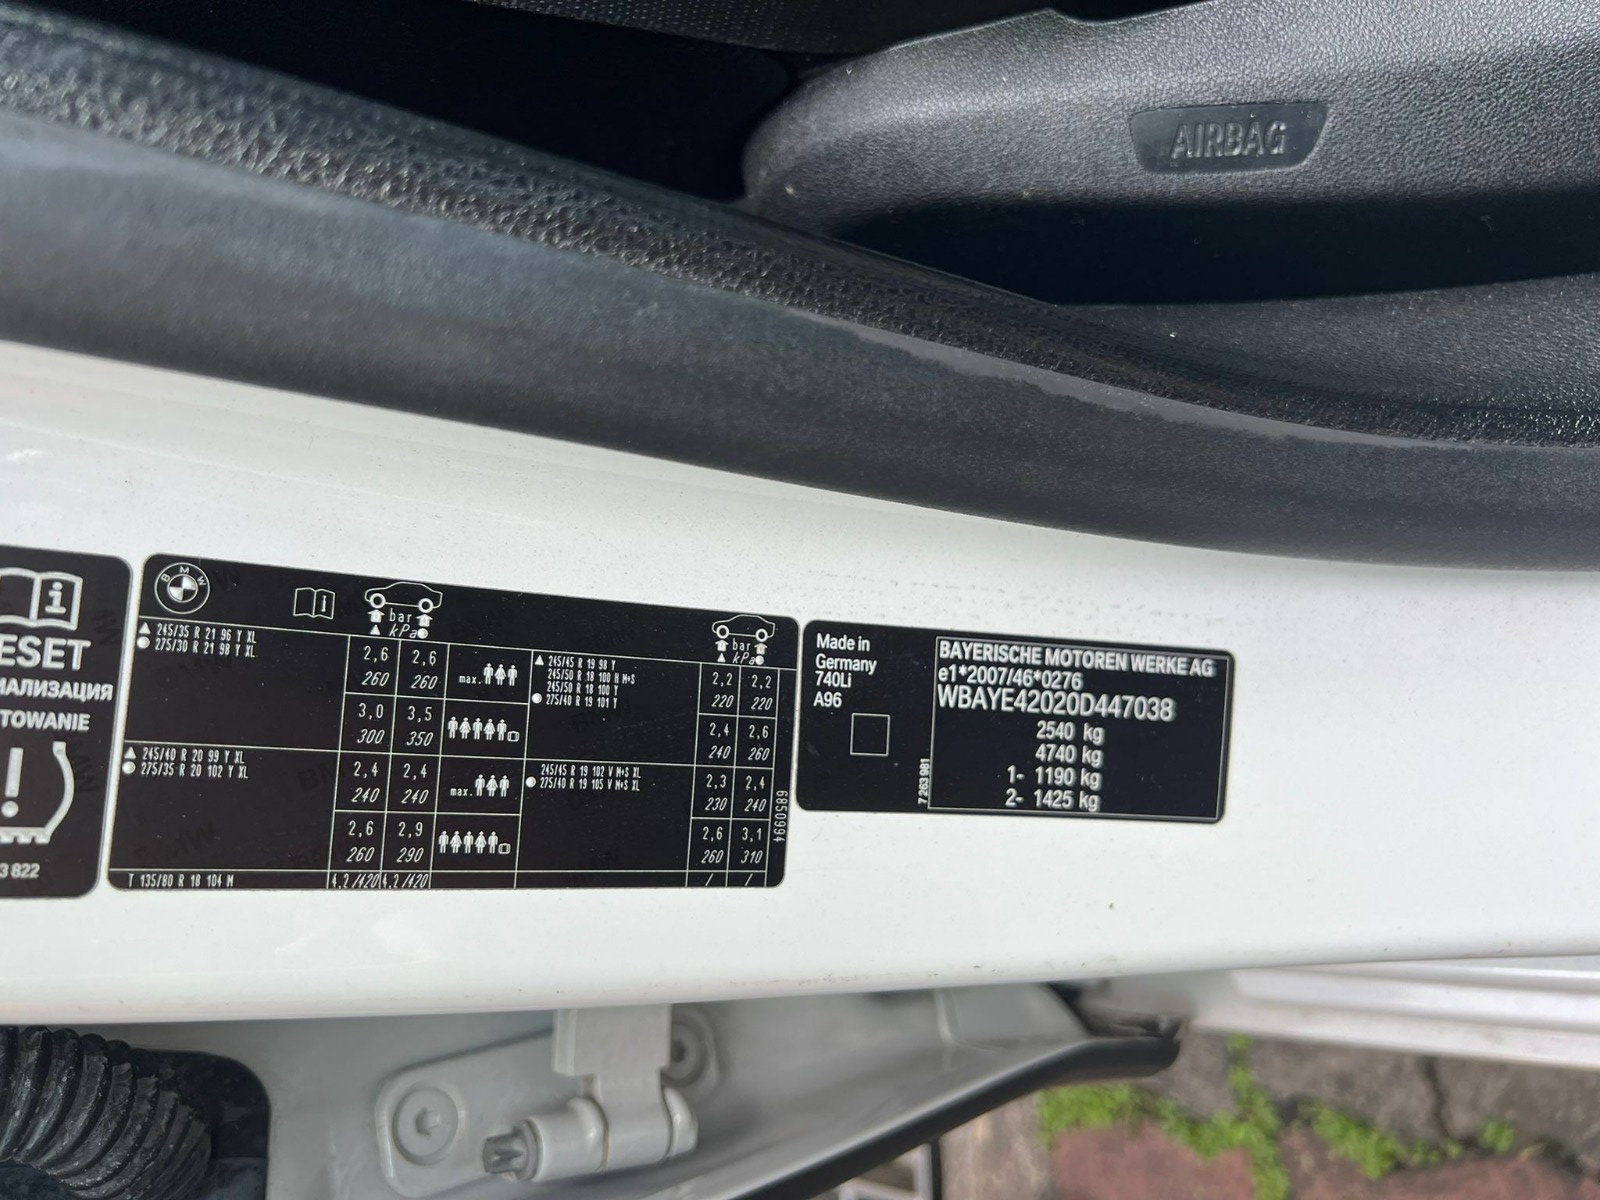 AIRBAG
i
ESET
МАЛИЗАЦИЯ
TOWANIE
!
3 822
BMW
i
bar
kPa
245/35 R 21 96 Y XL
275/30 R 21 98 Y XL
2,6 2,6
260 260
max.
3,0 3,5
300 350
245/40 R 20 99 Y XL
275/35 R 20 102 Y XL
2,4 2,4
240 240
max.
2,6 2,9
260 290
T 135/80 R 18 104 M
4,2/420 4,2/420
bar
kPa
245/45 R 19 98 Y
245/50 R 18 100 H M+S
245/50 R 18 100 Y
275/40 R 19 101 Y
2,2 2,2
220 220
2,4 2,6
240 260
245/45 R 19 102 V M+S XL
275/40 R 19 105 V M+S XL
2,3 2,4
230 240
2,6 3,1
260 310
/ /
6850994
Made in
Germany
740Li
A96
7 263 981
BAYERISCHE MOTOREN WERKE AG
e1*2007/46*0276
WBAYE42020D447038
2540 kg
4740 kg
1- 1190 kg
2- 1425 kg